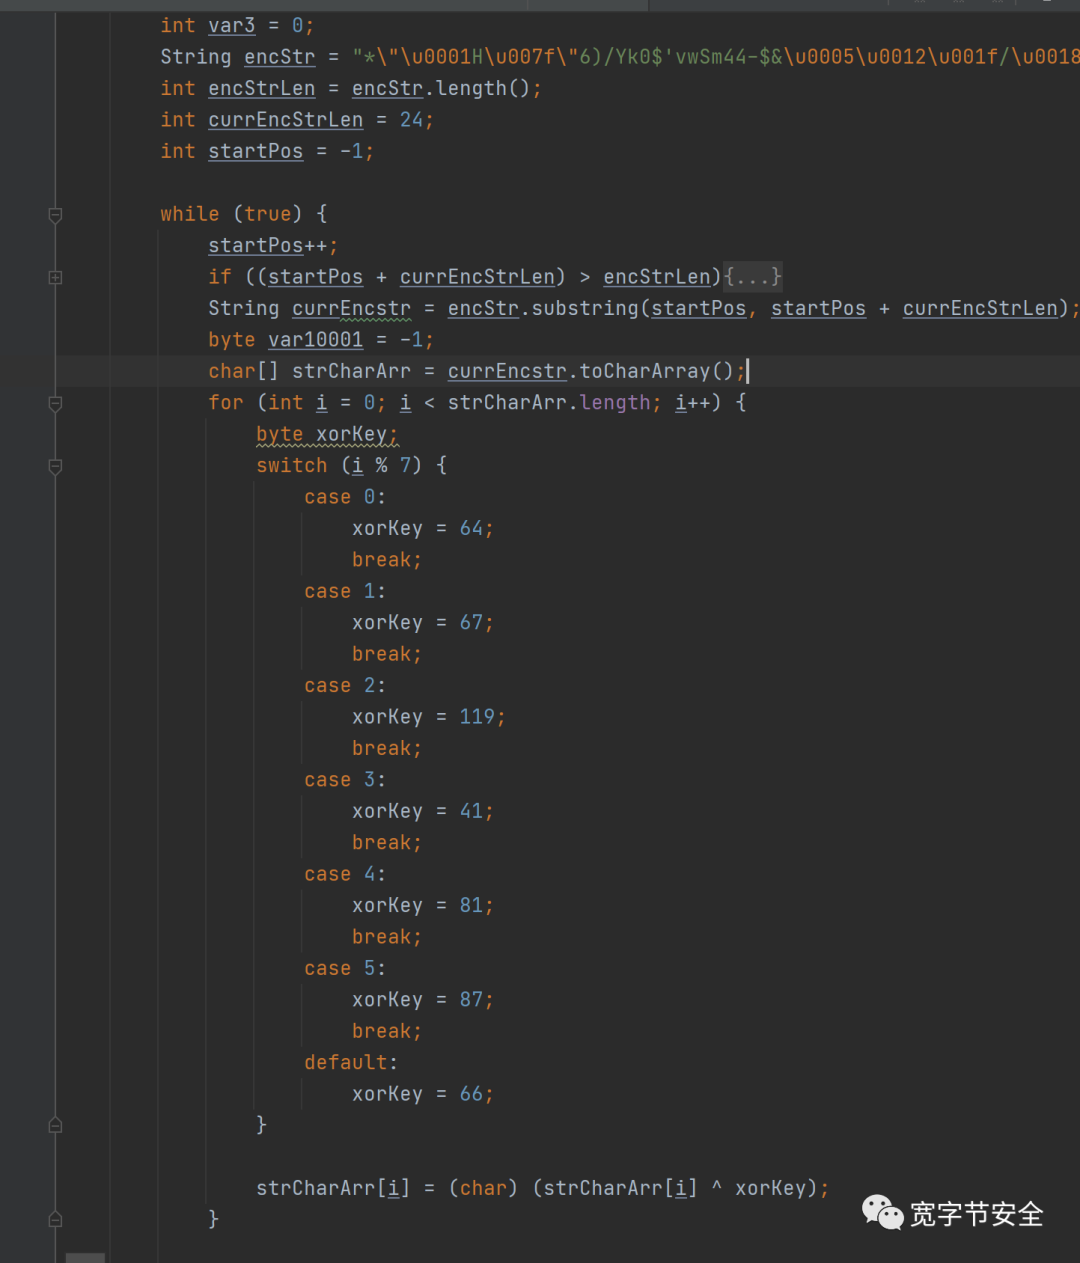 int var3 = 0;
String encStr = "*\"\u0001H\u007f\"6)/Yk0$'vwSm44-$&\u0005\u0012\u001f/\u0018
int encStrLen = encStr.length();
int currEncStrLen = 24;
int startPos = -1;
while (true) {
startPos++;
if ((startPos + currEncStrLen) > encStrLen){...}
String currEncstr = encStr.substring(startPos, startPos + currEncStrLen);
byte var10001 = -1;
char[] strCharArr = currEncstr.toCharArray();
for (int i = 0; i < strCharArr.length; i++) {
byte xorKey;
switch (i % 7) {
case 0:
xorKey = 64;
break;
case 1:
xorKey = 67;
break;
case 2:
xorKey = 119;
break;
case 3:
xorKey = 41;
break;
case 4:
xorKey = 81;
break;
case 5:
xorKey = 87;
break;
default:
xorKey = 66;
}
strCharArr[i] = (char) (strCharArr[i] ^ xorKey);
}
宽字节安全